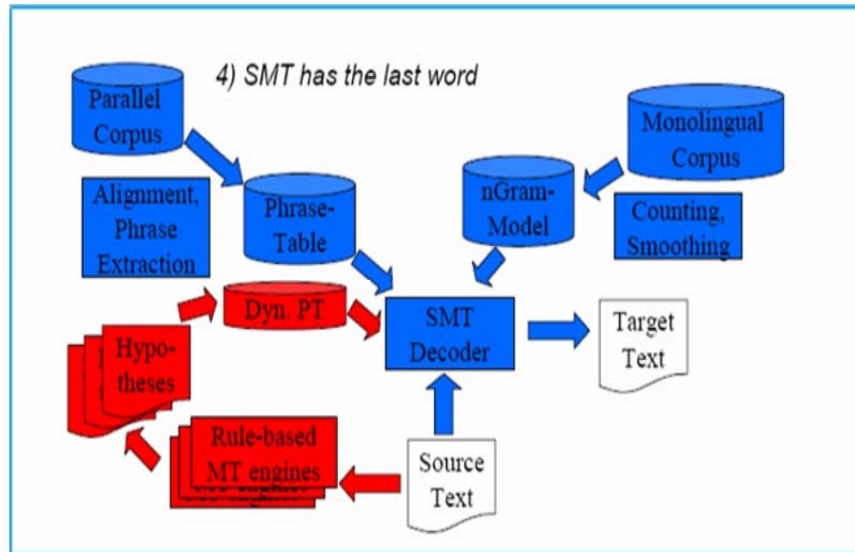 4) SMT has the last word
Parallel
Corpus
Monolingual
Corpus
Alignment,
Phrase
Extraction
Phrase-
Table
nGram-
Model
Counting,
Smoothing
Dyn. PT
SMT
Decoder
Target
Text
Hypo-
theses
Rule-based
MT engines
Source
Text